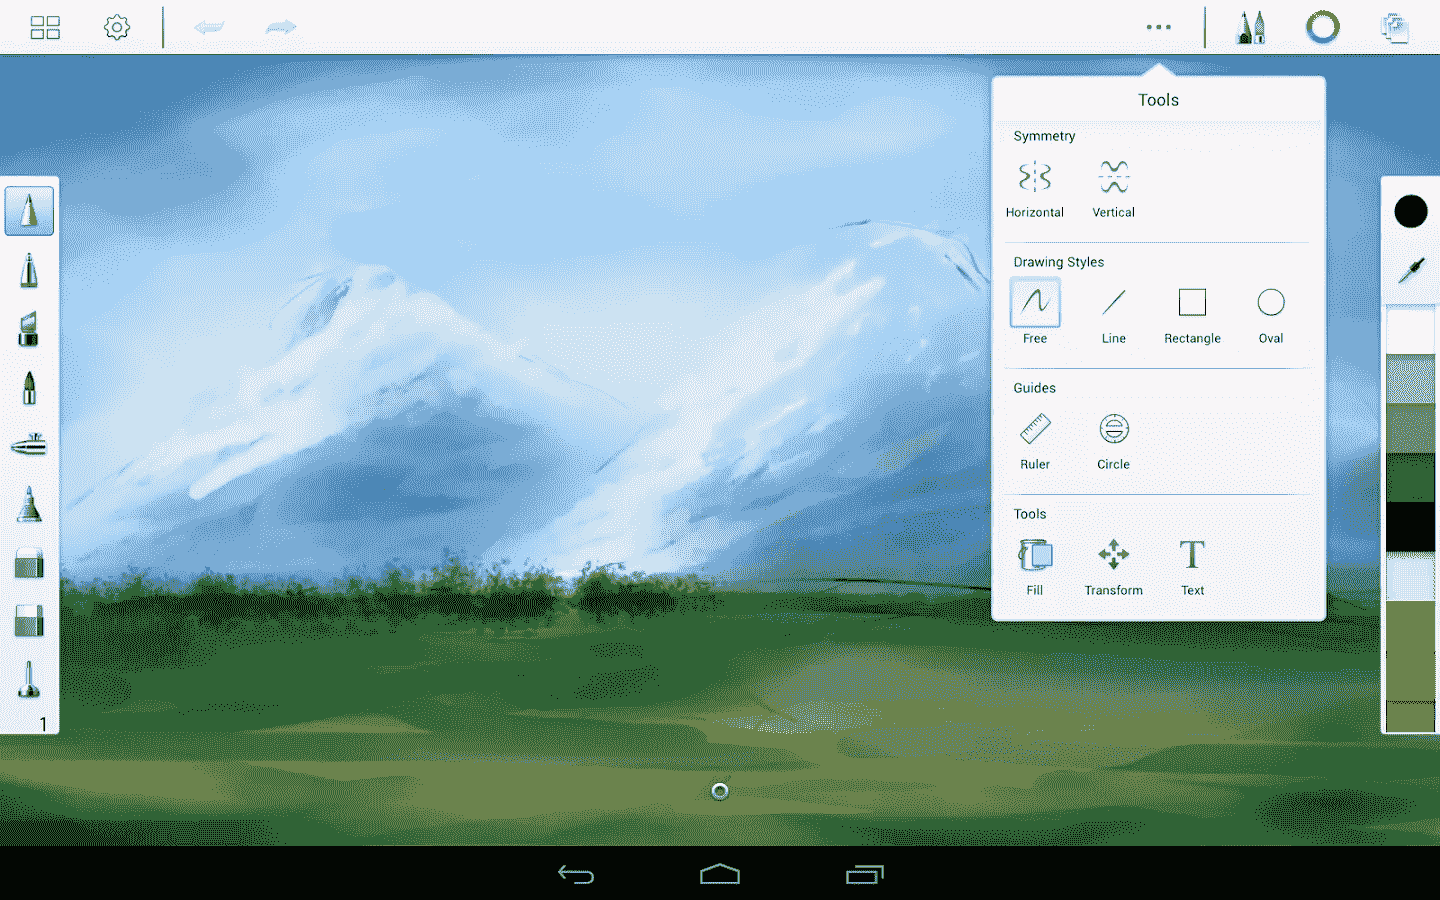 Tools
Symmetry
Horizontal Vertical
Drawing Styles
Free Line Rectangle Oval
Guides
Ruler Circle
Tools
Fill Transform Text
1